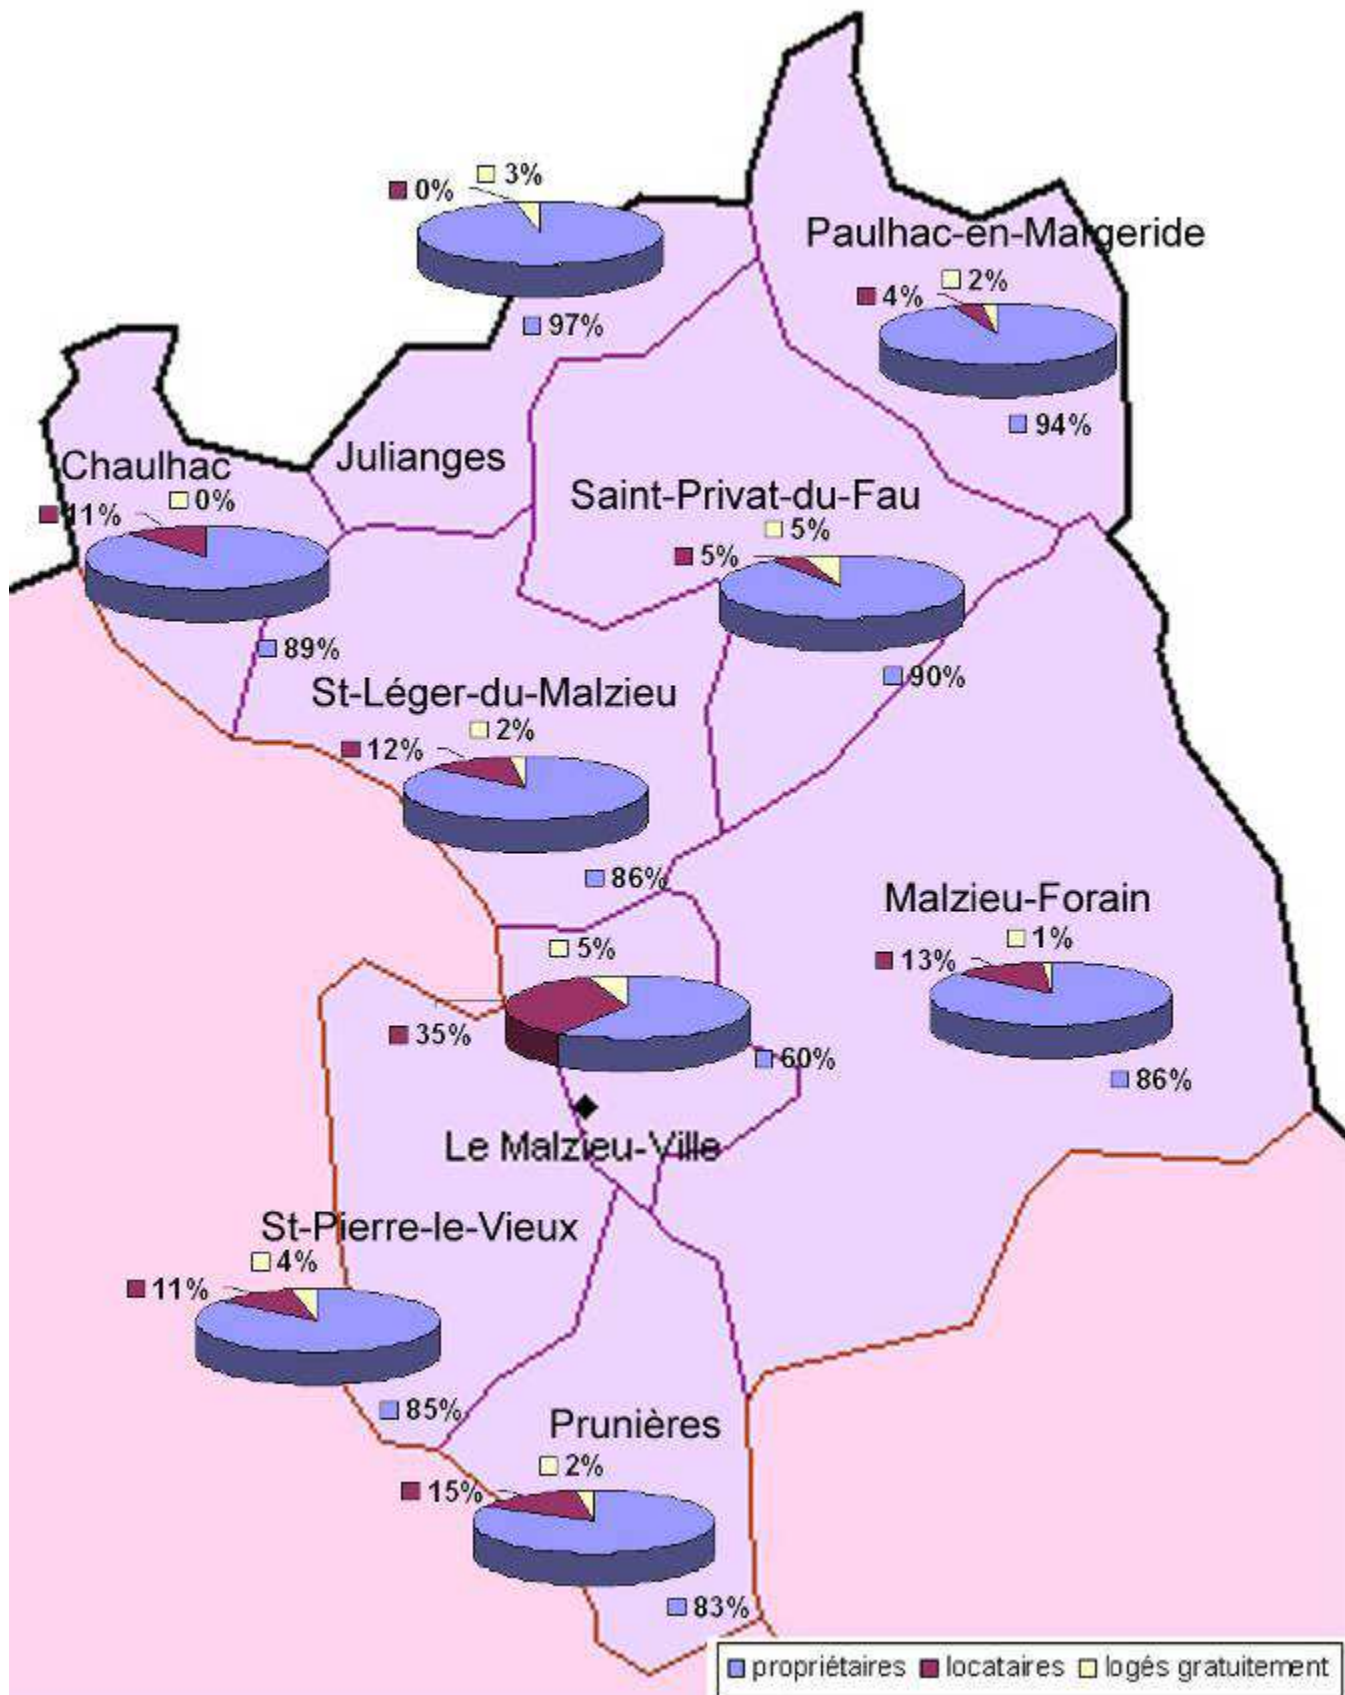 3%
0%
97%
Paulhac-en-Margeride
2%
4%
94%
Julianges
Chaulhac
0%
11%
89%
Saint-Privat-du-Fau
5%
5%
90%
St-Léger-du-Malzieu
2%
12%
86%
Malzieu-Forain
1%
13%
86%
5%
35%
60%
Le Malzieu-Ville
St-Pierre-le-Vieux
4%
11%
85%
Prunières
2%
15%
83%
propriétaires locataires logés gratuitement